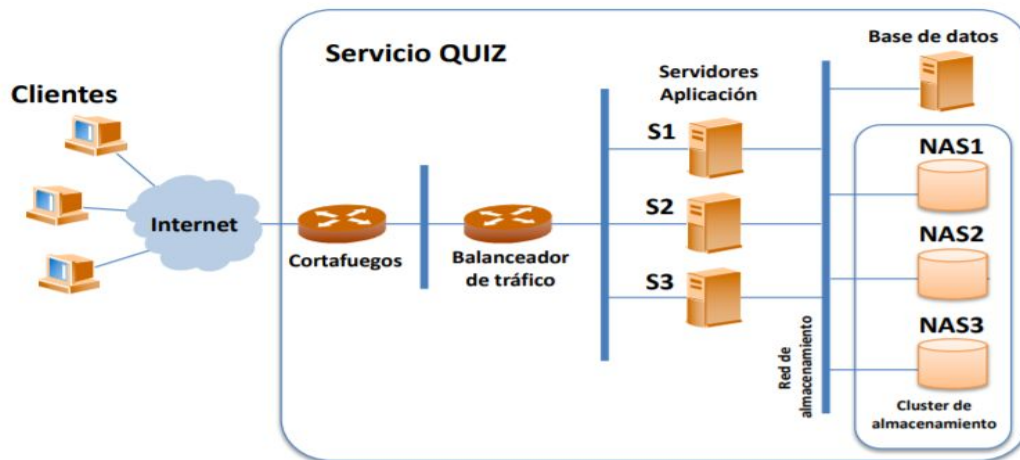 Servicio QUIZ
Base de datos
Clientes
Servidores
Aplicación
S1
S2
S3
NAS1
NAS2
NAS3
Internet
Cortafuegos
Balanceador
de tráfico
Red de
almacenamiento
Cluster de
almacenamiento